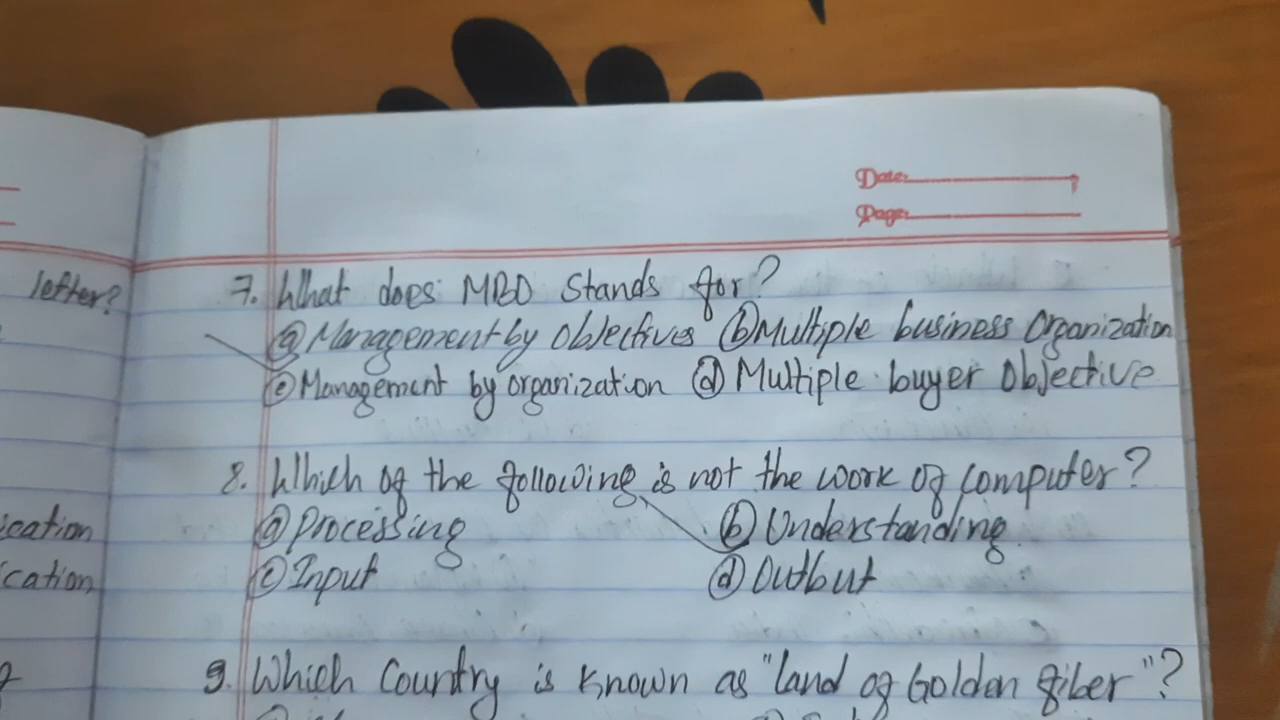 Date:
Page:
letter?
7. What does MBO Stands for?
(a) Management by Objectives (b) Multiple business Organization
(c) Management by organization (d) Multiple buyer Objective
8. Which of the following is not the work of computer?
(a) Processing (b) Understanding
ication
(c) Input (d) Output
ication
9. Which Country is known as "land of Golden fiber"?